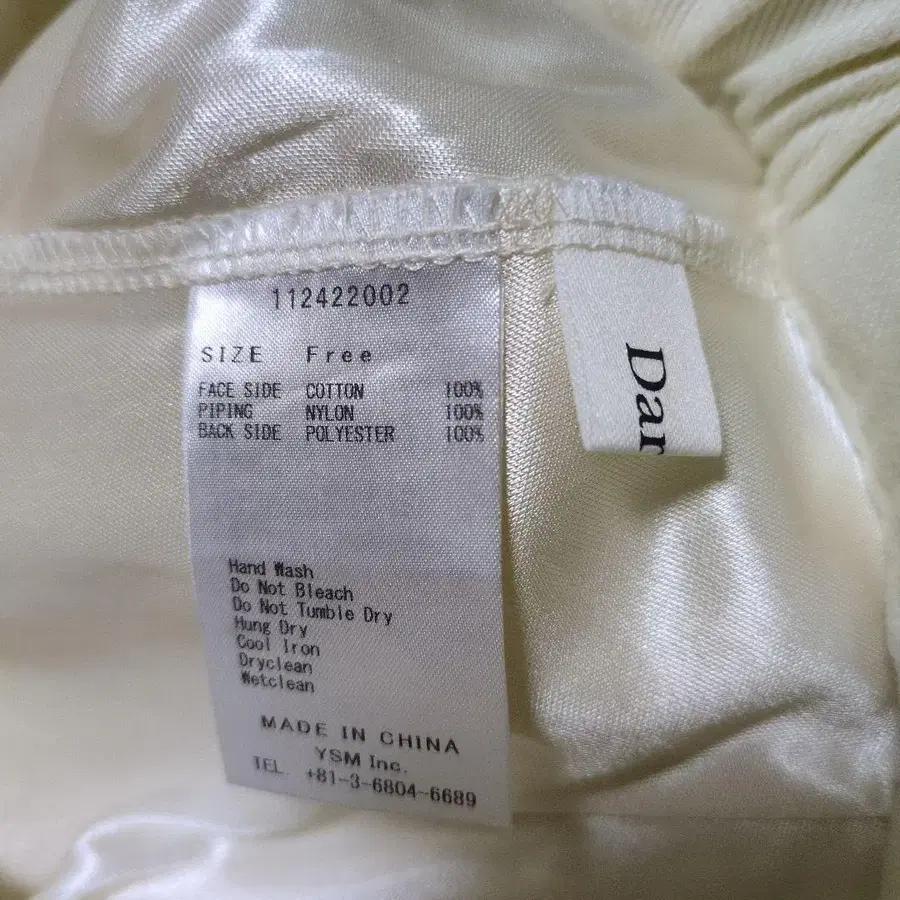 112422002
SIZE Free
FACE SIDE COTTON 100%
PIPING NYLON 100%
BACK SIDE POLYESTER 100%
Hand Wash
Do Not Bleach
Do Not Tumble Dry
Hung Dry
Cool Iron
Dryclean
Wetclean
MADE IN CHINA
YSM Inc.
TEL. +81-3-6804-6689
Dar